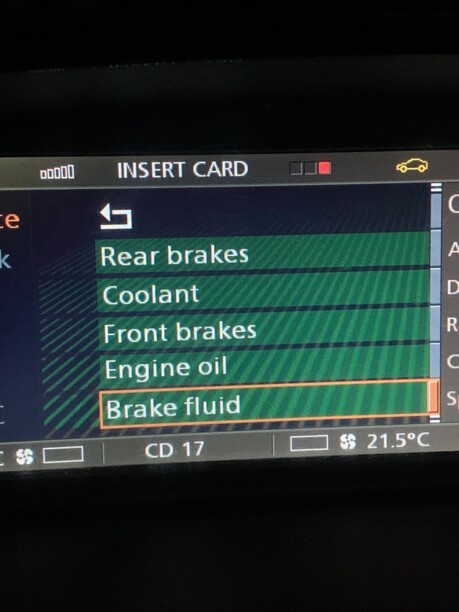 INSERT CARD
Rear brakes
Coolant
Front brakes
Engine oil
Brake fluid
CD 17
21.5°C